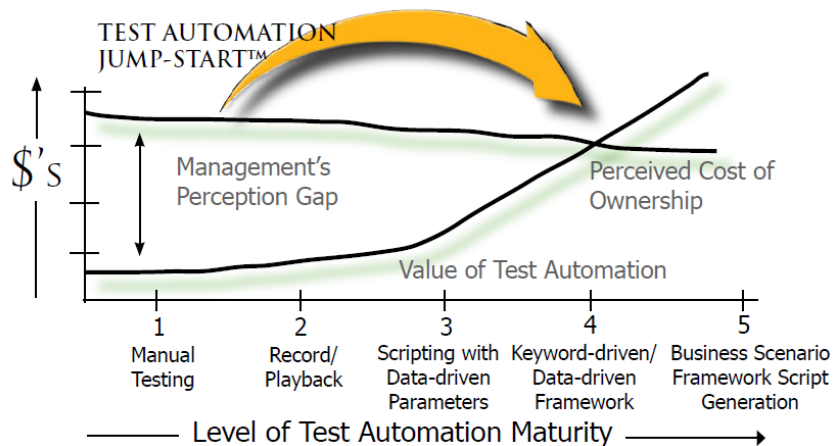 TEST AUTOMATION
JUMP-START™
$'s
Management's
Perception Gap
Perceived Cost of
Ownership
Value of Test Automation
1
2
3
4
5
Manual
Testing
Record/
Playback
Scripting with
Data-driven
Parameters
Keyword-driven/
Data-driven
Framework
Business Scenario
Framework Script
Generation
Level of Test Automation Maturity